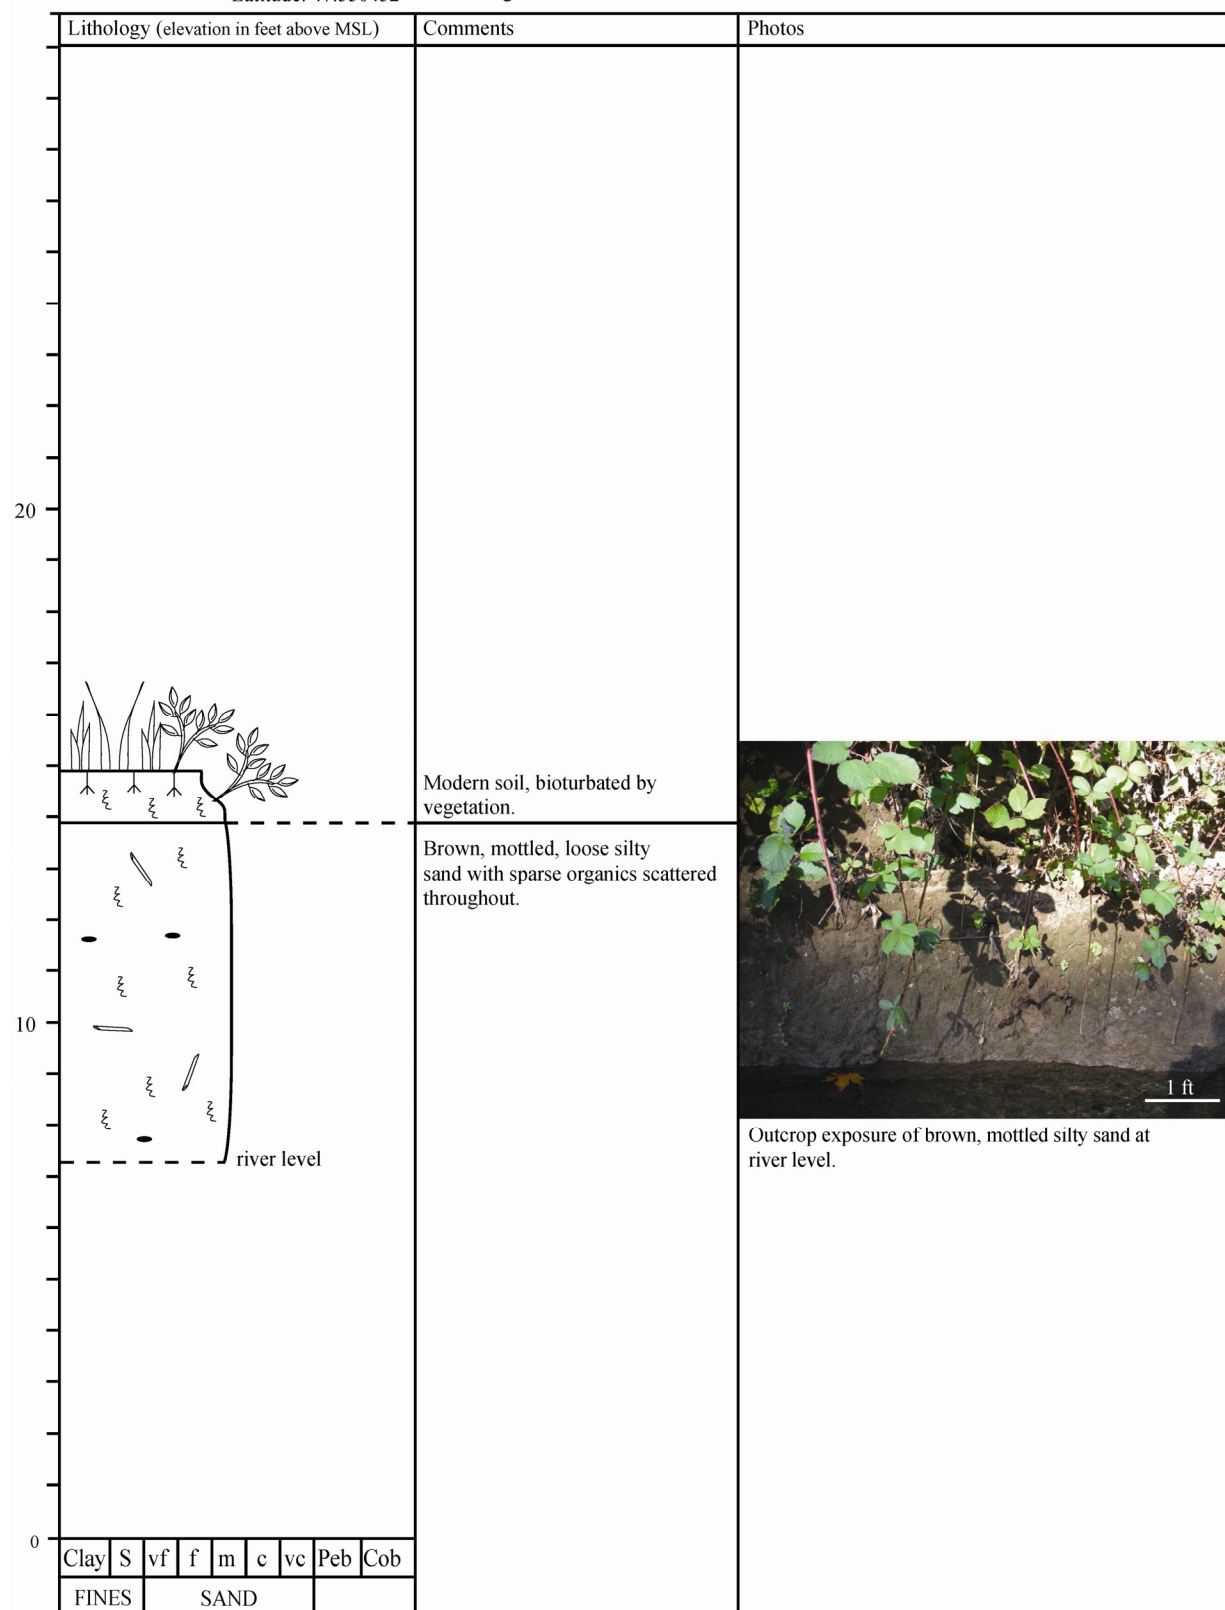 Lithology (elevation in feet above MSL)
Comments
Photos
20
Modern soil, bioturbated by
vegetation.
Brown, mottled, loose silty
sand with sparse organics scattered
throughout.
10
1 ft
Outcrop exposure of brown, mottled silty sand at
river level.
river level
0
Clay S vf f m c vc Peb Cob
FINES SAND